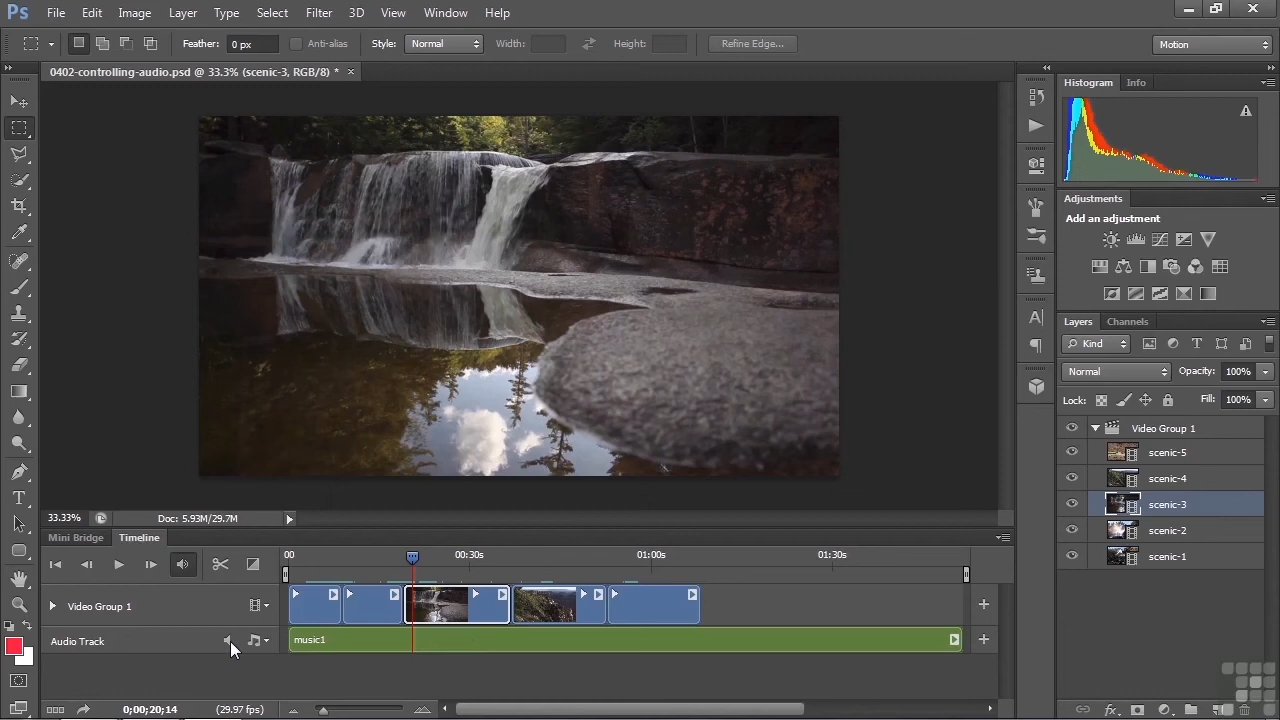 Ps File Edit Image Layer Type Select Filter 3D View Window Help
Feather: 0 px Anti-alias Style: Normal Width: Height: Refine Edge... Motion
0402-controlling-audio.psd @ 33.3% (scenic-3, RGB/8) * ×
Histogram Info
Adjustments
Add an adjustment
Layers Channels
Kind
Normal Opacity: 100%
Lock: Fill: 100%
Video Group 1
scenic-5
scenic-4
scenic-3
scenic-2
scenic-1
33.33% Doc: 5.93M/29.7M
Mini Bridge Timeline
00 00:30s 01:00s 01:30s
Video Group 1
Audio Track music1
0;00;20;14 (29.97 fps)